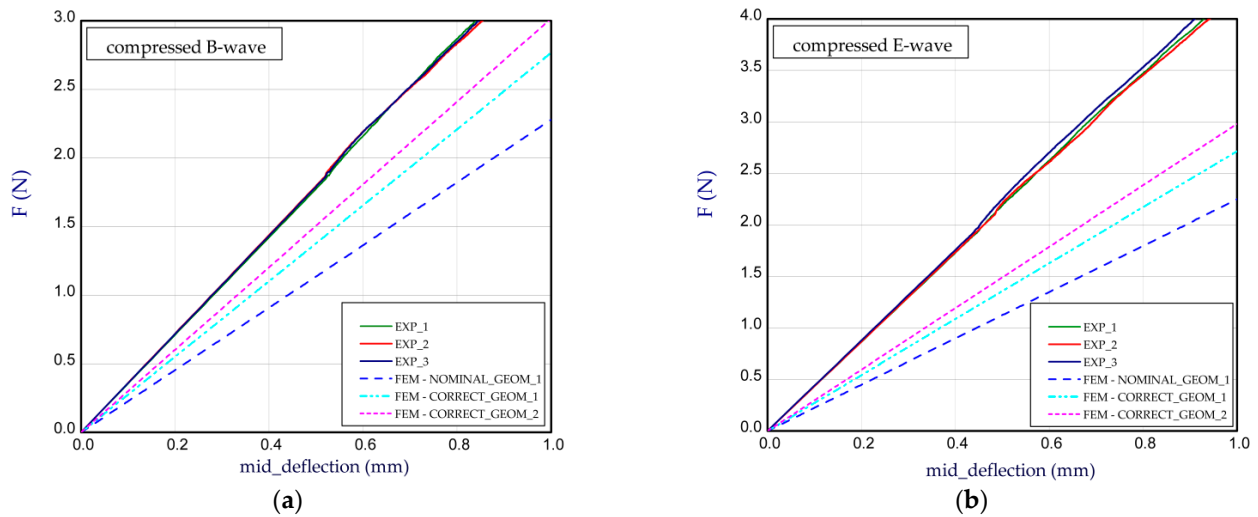 compressed B-wave
F (N)
3.0
2.5
2.0
1.5
1.0
0.5
0.0
EXP_1
EXP_2
EXP_3
FEM - NOMINAL_GEOM_1
FEM - CORRECT_GEOM_1
FEM - CORRECT_GEOM_2
0.0 0.2 0.4 0.6 0.8 1.0
mid_deflection (mm)
(a)
compressed E-wave
F (N)
4.0
3.5
3.0
2.5
2.0
1.5
1.0
0.5
0.0
EXP_1
EXP_2
EXP_3
FEM - NOMINAL_GEOM_1
FEM - CORRECT_GEOM_1
FEM - CORRECT_GEOM_2
0.0 0.2 0.4 0.6 0.8 1.0
mid_deflection (mm)
(b)